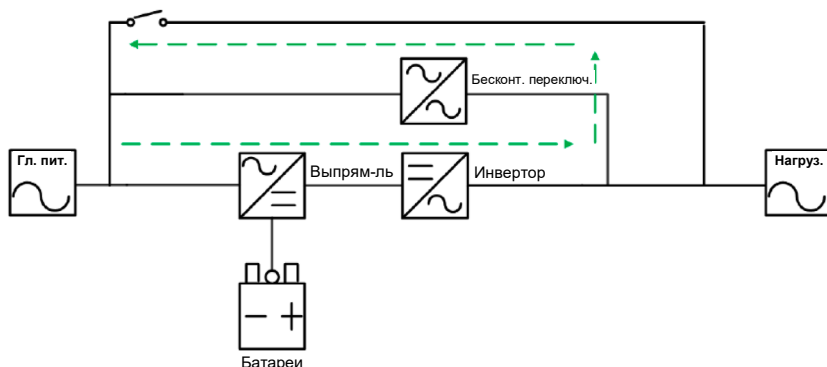 Бесконт. переключ.
Гл. пит.
Выпрям-ль
Инвертор
Нагруз.
Батареи